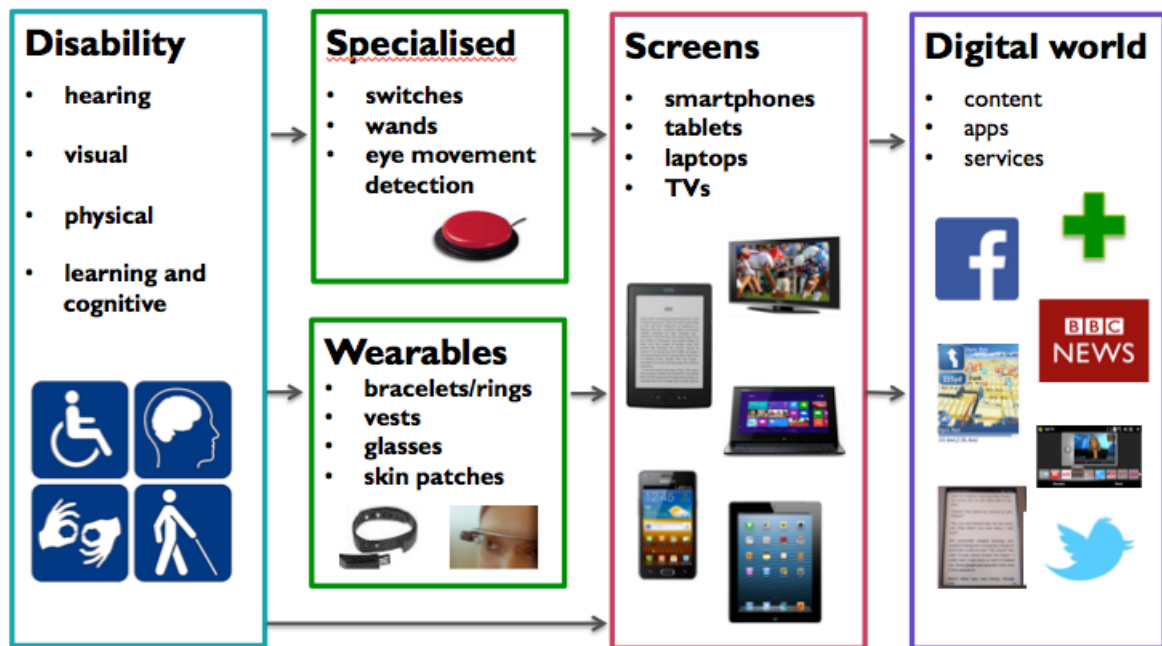 Disability
• hearing
• visual
• physical
• learning and
cognitive
Specialised
• switches
• wands
• eye movement
detection
Wearables
• bracelets/rings
• vests
• glasses
• skin patches
Screens
• smartphones
• tablets
• laptops
• TVs
Digital world
• content
• apps
• services
f
BBC
NEWS